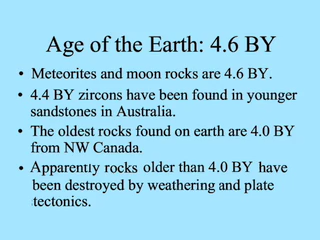 Age of the Earth: 4.6 BY
• Meteorites and moon rocks are 4.6 BY.
• 4.4 BY zircons have been found in younger
sandstones in Australia.
• The oldest rocks found on earth are 4.0 BY
from NW Canada.
• Apparently rocks older than 4.0 BY have
been destroyed by weathering and plate
tectonics.